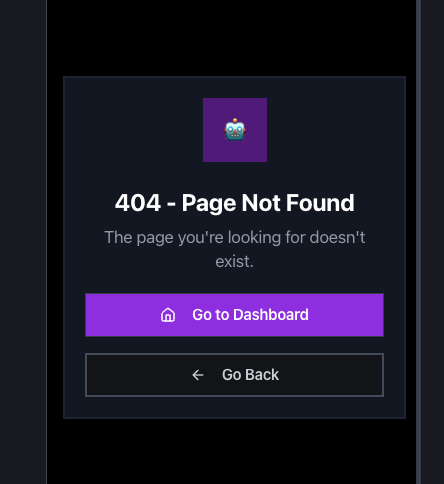 404 - Page Not Found
The page you're looking for doesn't
exist.
Go to Dashboard
Go Back